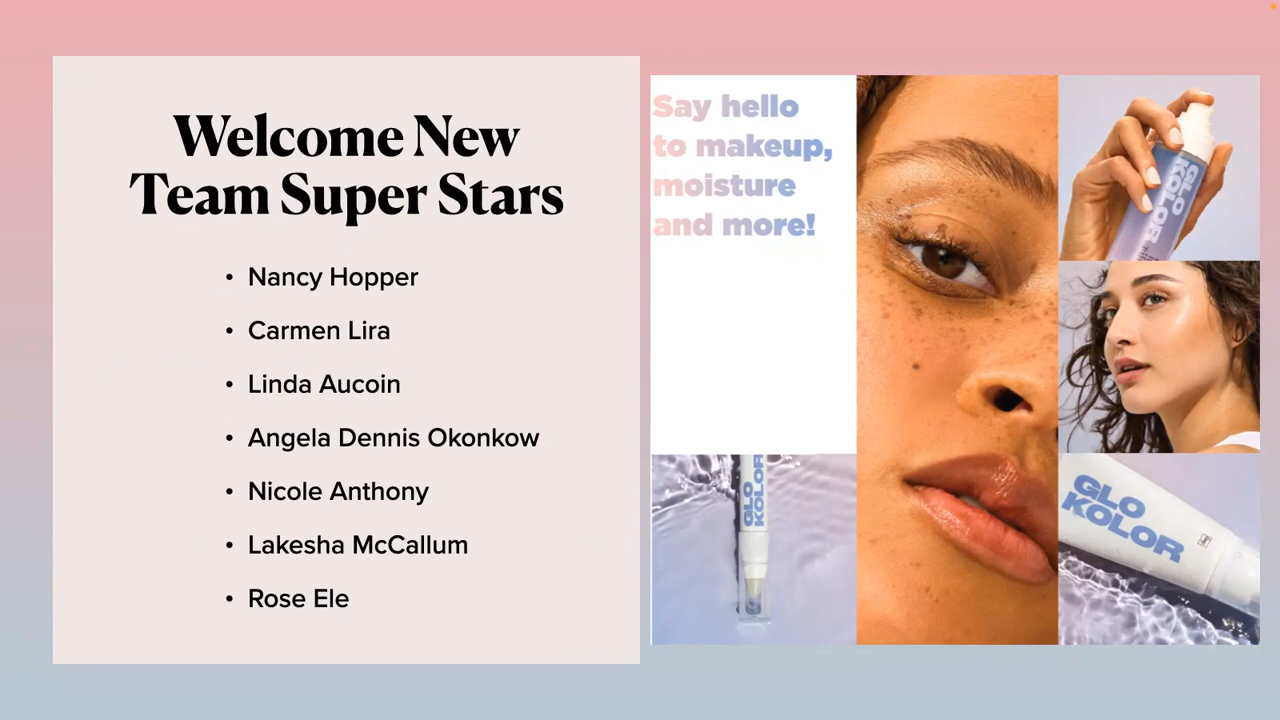 Welcome New
Team Super Stars
• Nancy Hopper
• Carmen Lira
• Linda Aucoin
• Angela Dennis Okonkow
• Nicole Anthony
• Lakesha McCallum
• Rose Ele
Say hello
to makeup,
moisture
and more!
GLO
KOLOR
GLO
KOLOR
GLO
KOLOR